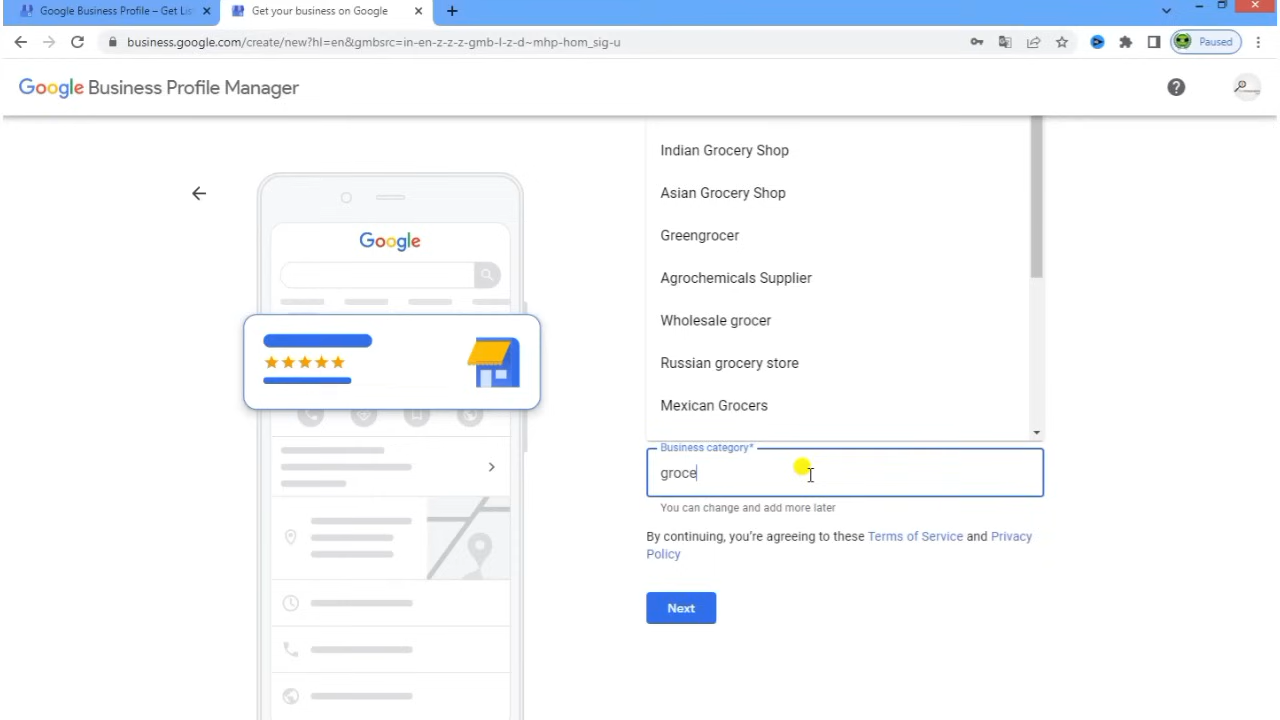 Google Business Profile – Get Lis
Get your business on Google
business.google.com/create/new?hl=en&gmbsrc=in-en-z-z-z-gmb-l-z-d~mhp-hom_sig-u
Paused
Google Business Profile Manager
Indian Grocery Shop
Asian Grocery Shop
Greengrocer
Agrochemicals Supplier
Wholesale grocer
Russian grocery store
Mexican Grocers
Google
Business category*
groce
You can change and add more later
By continuing, you're agreeing to these Terms of Service and Privacy
Policy
Next